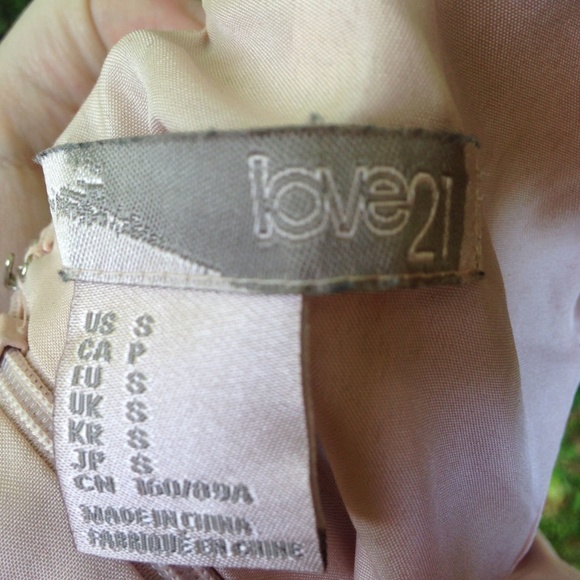 love21
US S
CA P
EU S
UK S
KR S
JP S
CN 160/89A
MADE IN CHINA
FABRIQUÉ EN CHINE